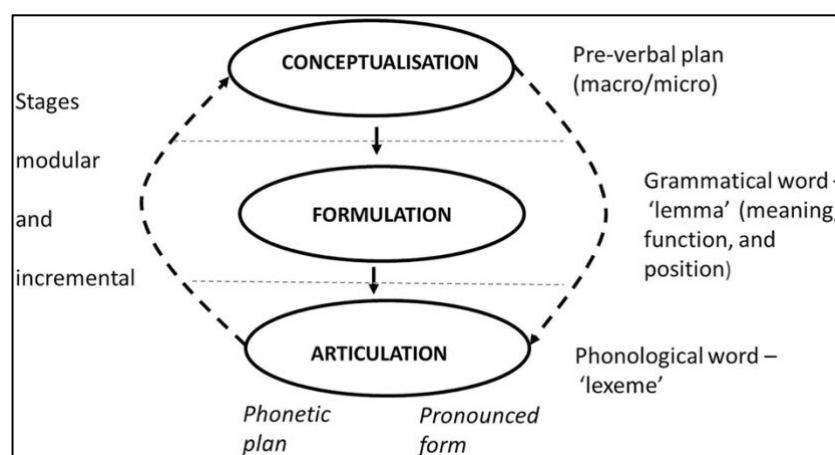 CONCEPTUALISATION
Pre-verbal plan
(macro/micro)
Stages
modular
and
incremental
FORMULATION
Grammatical word -
‘lemma’ (meaning,
function, and
position)
ARTICULATION
Phonological word –
‘lexeme’
Phonetic
plan
Pronounced
form